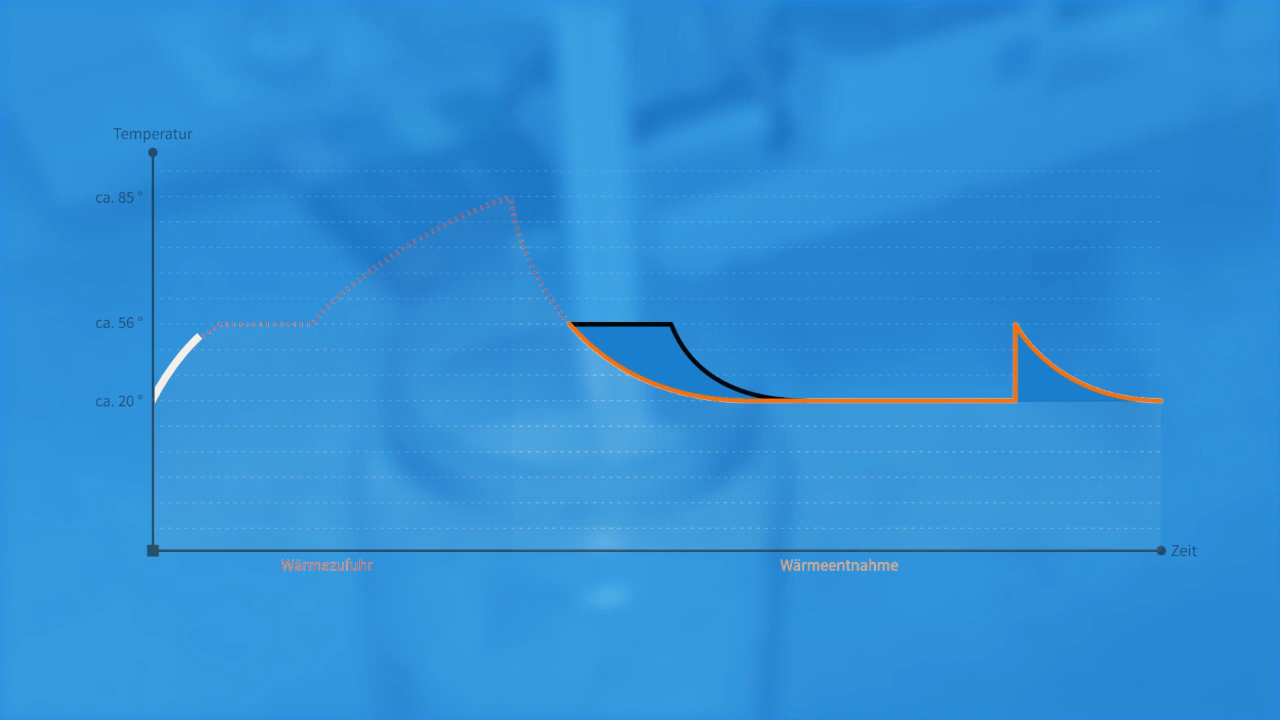 Temperatur
ca. 85°
ca. 56°
ca. 20°
Zeit
Wärmezufuhr
Wärmeentnahme